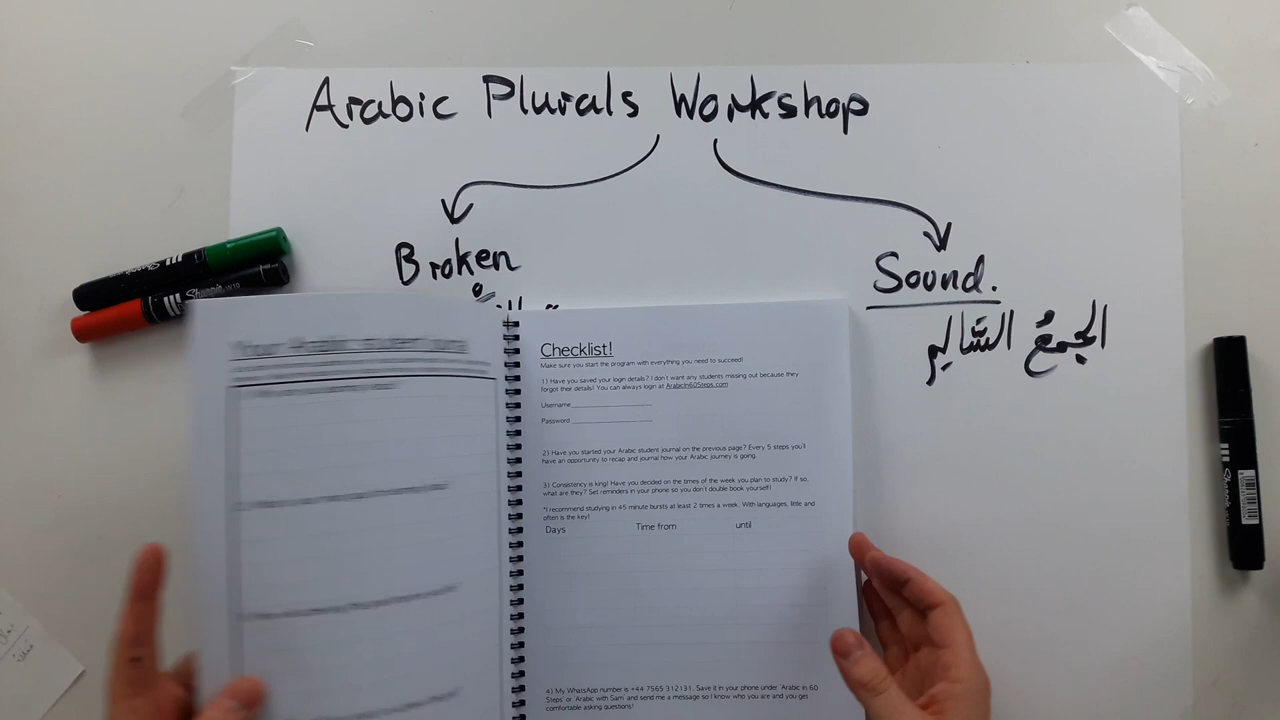 Arabic Plurals Workshop
Broken
Sound.
الجمعُ السَّالِم
Sharpie W10
Your Arabic student
Checklist!
Make sure you start the program with everything you need to succeed!
1) Have you saved your login details? I don't want any students missing out because they
forgot their details! You can always login at ArabicIn60Steps.com
Username
Password
2) Have you started your Arabic student journal on the previous page? Every 5 steps you'll
have an opportunity to recap and journal how your Arabic journey is going.
3) Consistency is king! Have you decided on the times of the week you plan to study? If so,
what are they? Set reminders in your phone so you don't double book yourself!
*I recommend studying in 45 minute bursts at least 2 times a week. With languages, little and
often is the key!
Days Time from until
4) My WhatsApp number is +44 7565 312131. Save it in your phone under 'Arabic in 60
Steps' or 'Arabic with Sam' and send me a message so I know who you are and you get
comfortable asking questions!